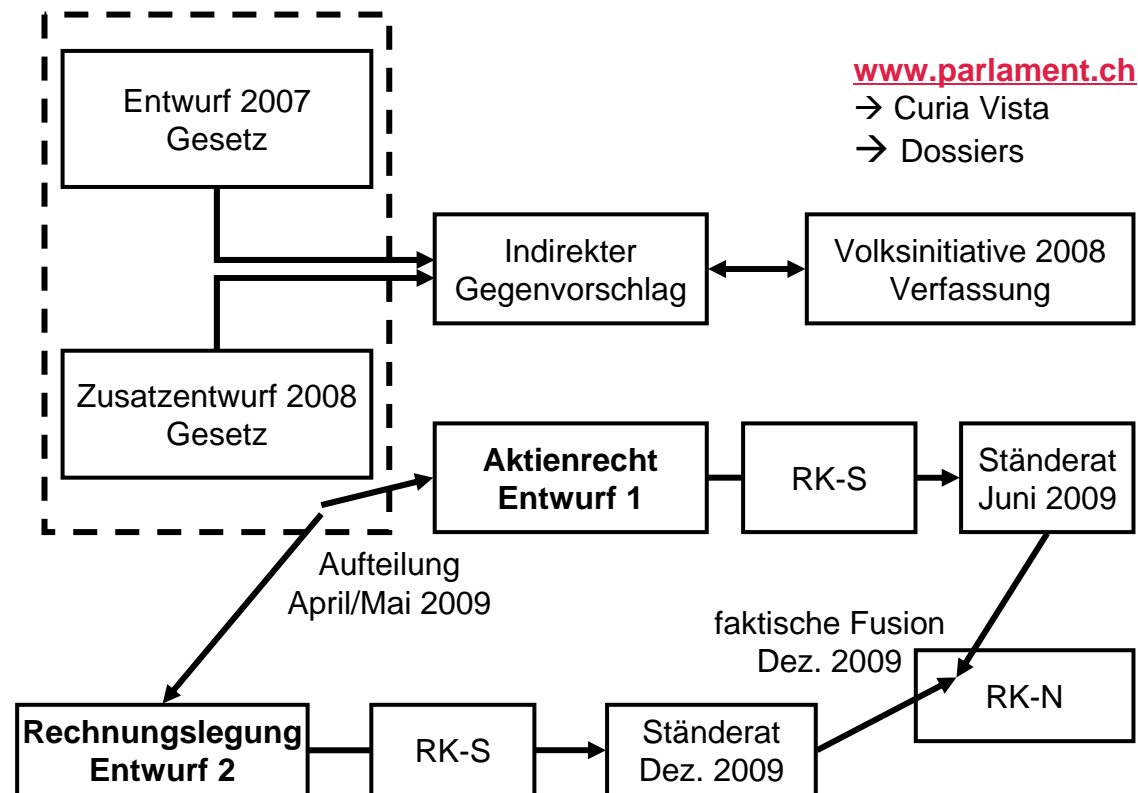 Entwurf 2007
Gesetz
www.parlament.ch
→ Curia Vista
→ Dossiers
Indirekter
Gegenvorschlag
Volksinitiative 2008
Verfassung
Zusatzentwurf 2008
Gesetz
Aktienrecht
Entwurf 1
RK-S
Ständerat
Juni 2009
Aufteilung
April/Mai 2009
faktische Fusion
Dez. 2009
RK-N
Rechnungslegung
Entwurf 2
RK-S
Ständerat
Dez. 2009